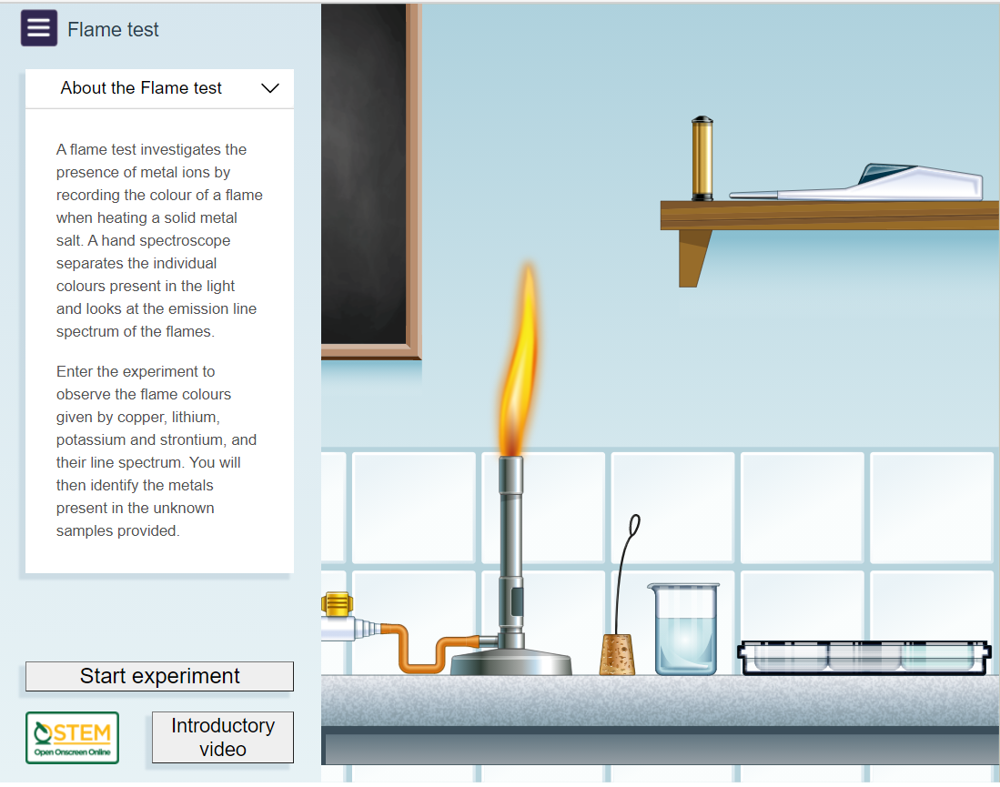 Flame test
About the Flame test
A flame test investigates the
presence of metal ions by
recording the colour of a flame
when heating a solid metal
salt. A hand spectroscope
separates the individual
colours present in the light
and looks at the emission line
spectrum of the flames.
Enter the experiment to
observe the flame colours
given by copper, lithium,
potassium and strontium, and
their line spectrum. You will
then identify the metals
present in the unknown
samples provided.
Start experiment
OSTEM
Open Onscreen Online
Introductory
video